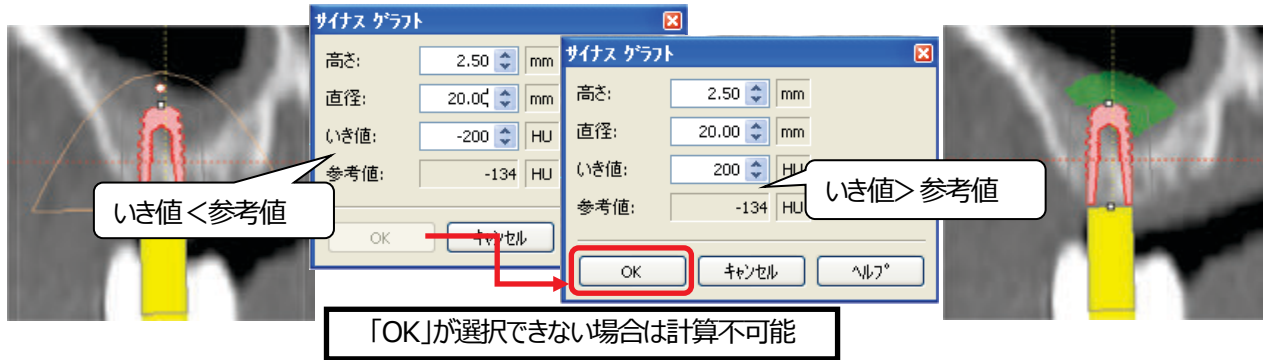 サイナス グラフト
高さ: 2.50 mm
直径: 20.00 mm
いき値: -200 HU
参考値: -134 HU
OK キャンセル
いき値<参考値
サイナス グラフト
高さ: 2.50 mm
直径: 20.00 mm
いき値: 200 HU
参考値: -134 HU
OK キャンセル ヘルプ
いき値> 参考値
「OK」が選択できない場合は計算不可能